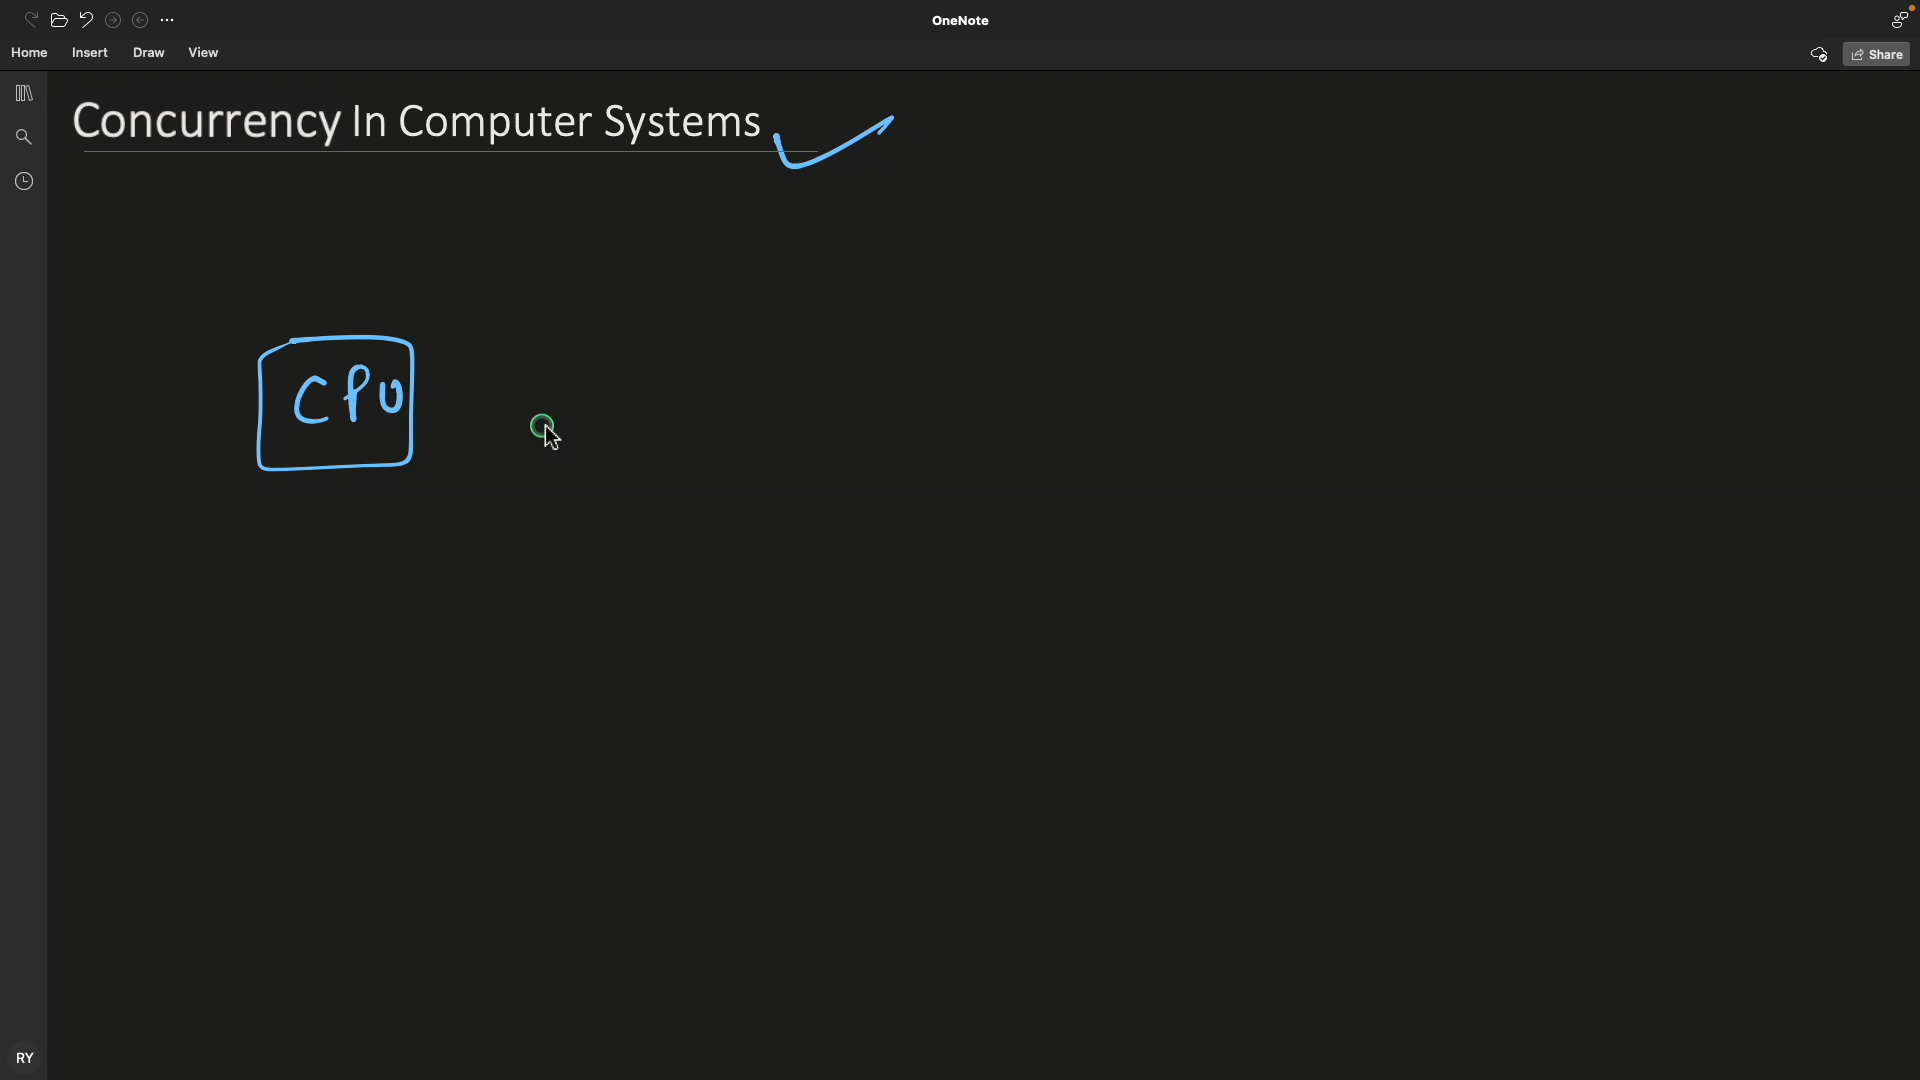 OneNote
Home Insert Draw View
Share
Concurrency In Computer Systems
CPU
RY